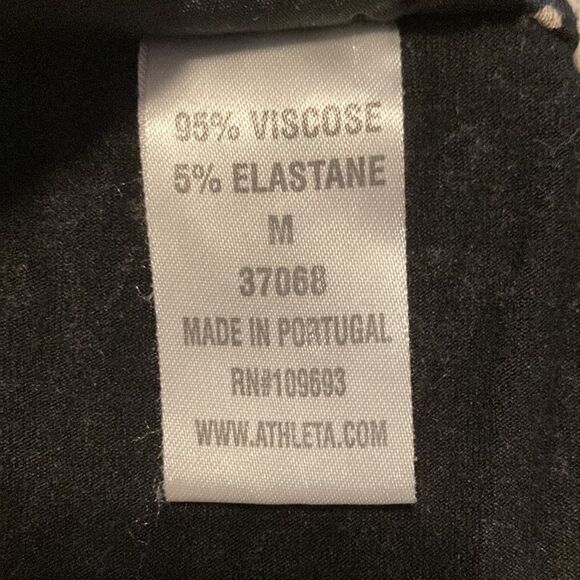 95% VISCOSE
5% ELASTANE
M
37068
MADE IN PORTUGAL
RN#109693
WWW.ATHLETA.COM